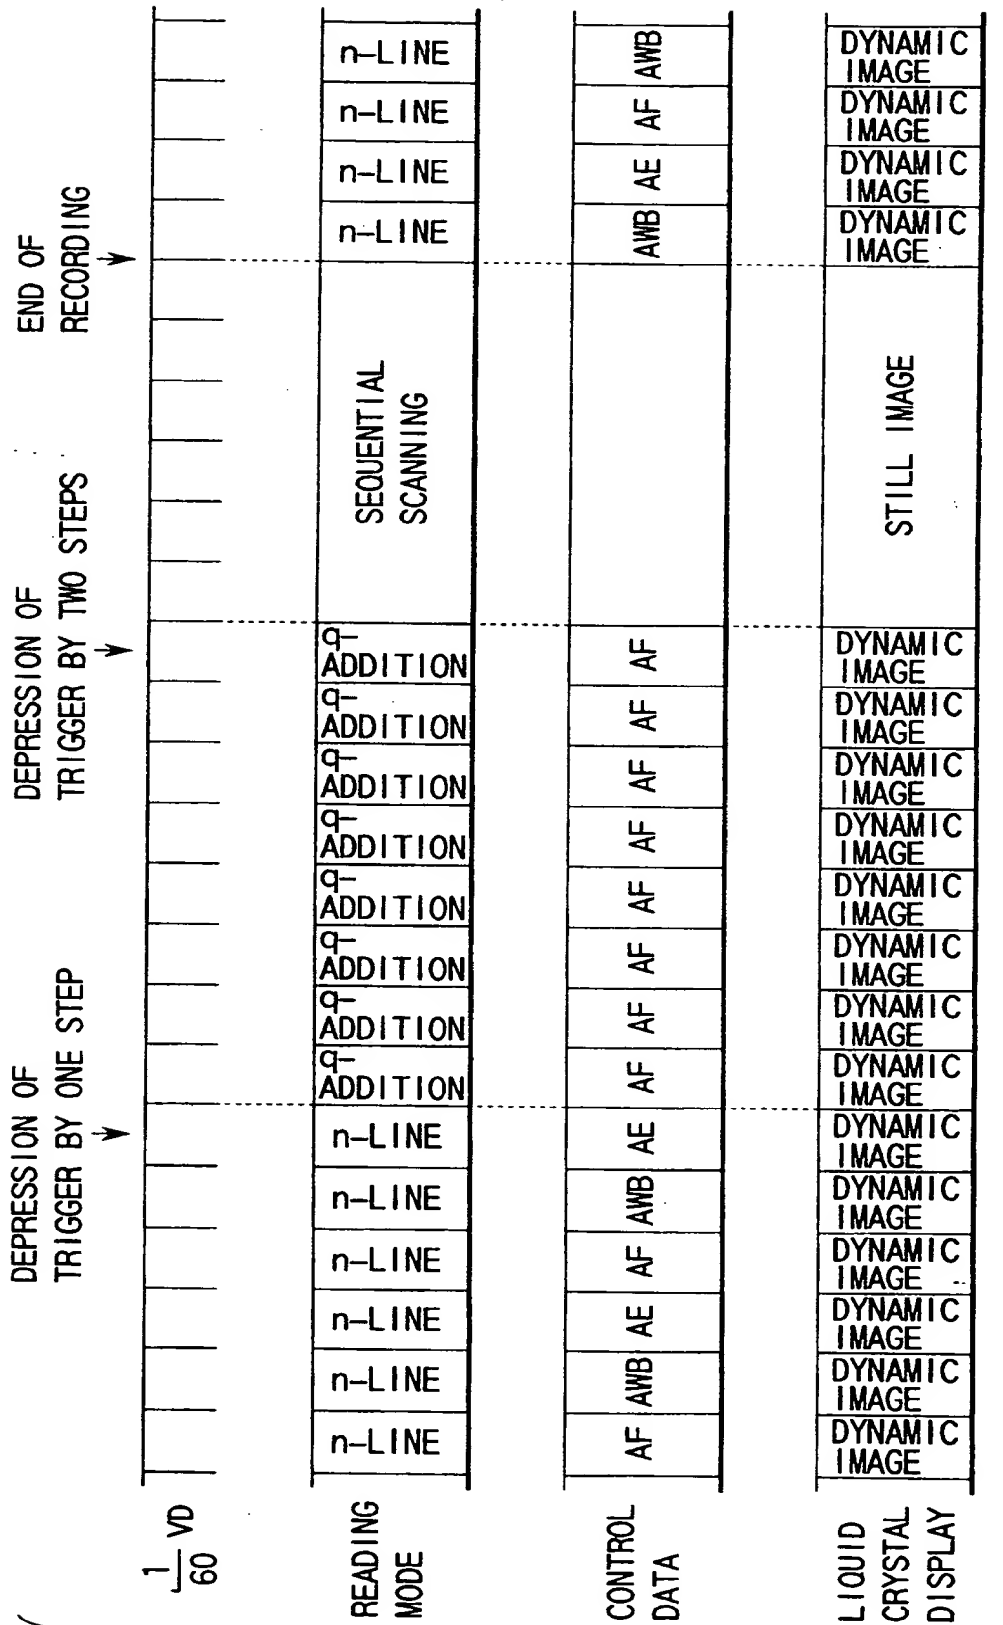 DEPRESSION OF
TRIGGER BY ONE STEP
DEPRESSION OF
TRIGGER BY TWO STEPS
END OF
RECORDING
1/60 VD
READING
MODE
n-LINE
n-LINE
n-LINE
n-LINE
n-LINE
n-LINE
q-
ADDITION
q-
ADDITION
q-
ADDITION
q-
ADDITION
q-
ADDITION
q-
ADDITION
q-
ADDITION
q-
ADDITION
SEQUENTIAL
SCANNING
n-LINE
n-LINE
n-LINE
n-LINE
CONTROL
DATA
AF
AWB
AE
AF
AWB
AE
AF
AF
AF
AF
AF
AF
AF
AF
AWB
AE
AF
AWB
LIQUID
CRYSTAL
DISPLAY
DYNAMIC
IMAGE
DYNAMIC
IMAGE
DYNAMIC
IMAGE
DYNAMIC
IMAGE
DYNAMIC
IMAGE
DYNAMIC
IMAGE
DYNAMIC
IMAGE
DYNAMIC
IMAGE
DYNAMIC
IMAGE
DYNAMIC
IMAGE
DYNAMIC
IMAGE
DYNAMIC
IMAGE
DYNAMIC
IMAGE
DYNAMIC
IMAGE
STILL IMAGE
DYNAMIC
IMAGE
DYNAMIC
IMAGE
DYNAMIC
IMAGE
DYNAMIC
IMAGE